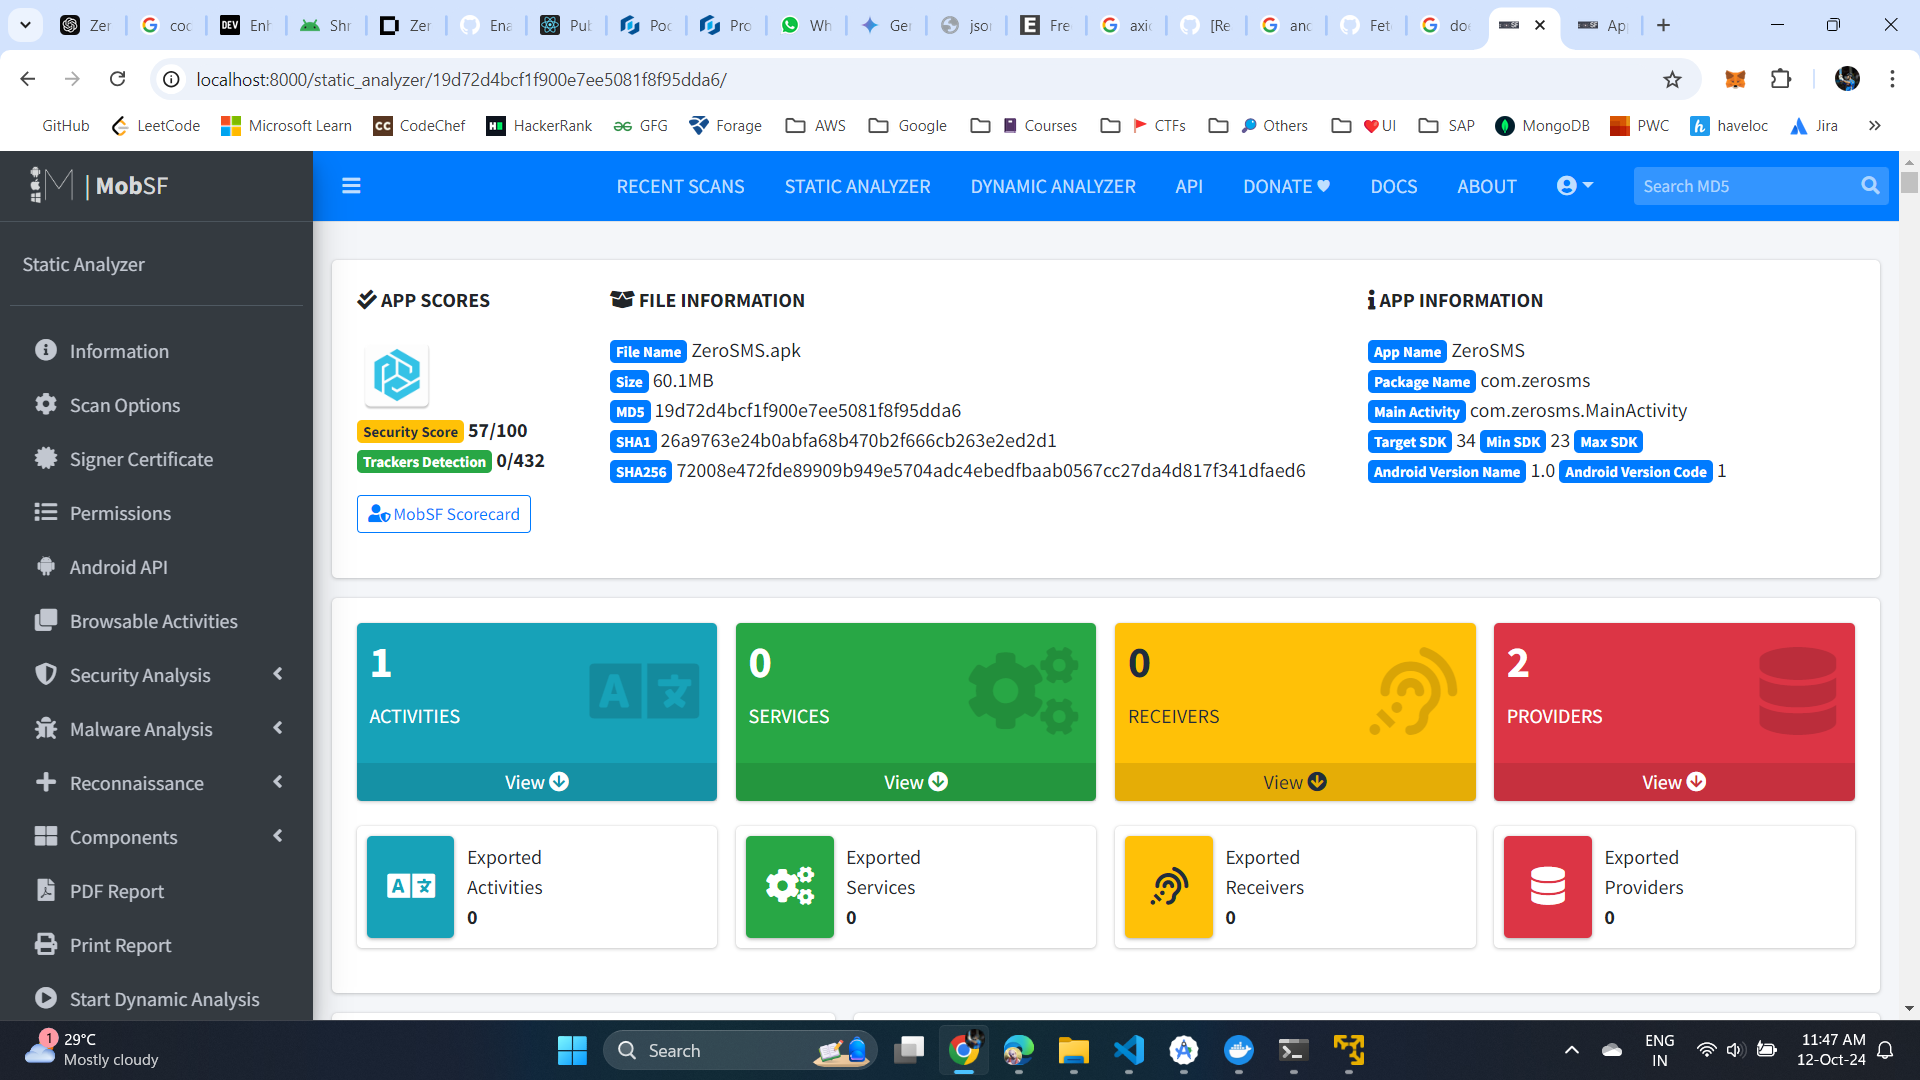 Zer
coc
Enh
Shr
Zer
Ena
Pub
Poc
Pro
Wh
Ger
jsor
Fre
axic
[Re
anc
Fet
doe
App
localhost:8000/static_analyzer/19d72d4bcf1f900e7ee5081f8f95dda6/
GitHub LeetCode Microsoft Learn CodeChef HackerRank GFG Forage AWS Google Courses CTFs Others UI SAP MongoDB PWC haveloc Jira
| MobSF
RECENT SCANS STATIC ANALYZER DYNAMIC ANALYZER API DONATE ♥ DOCS ABOUT
Search MD5
Static Analyzer
Information
Scan Options
Signer Certificate
Permissions
Android API
Browsable Activities
Security Analysis
Malware Analysis
Reconnaissance
Components
PDF Report
Print Report
Start Dynamic Analysis
APP SCORES
Security Score 57/100
Trackers Detection 0/432
MobSF Scorecard
FILE INFORMATION
File Name ZeroSMS.apk
Size 60.1MB
MD5 19d72d4bcf1f900e7ee5081f8f95dda6
SHA1 26a9763e24b0abfa68b470b2f666cb263e2ed2d1
SHA256 72008e472fde89909b949e5704adc4ebedfbaab0567cc27da4d817f341dfaed6
APP INFORMATION
App Name ZeroSMS
Package Name com.zerosms
Main Activity com.zerosms.MainActivity
Target SDK 34 Min SDK 23 Max SDK
Android Version Name 1.0 Android Version Code 1
1
ACTIVITIES
View
0
SERVICES
View
0
RECEIVERS
View
2
PROVIDERS
View
Exported
Activities
0
Exported
Services
0
Exported
Receivers
0
Exported
Providers
0
1
29°C
Mostly cloudy
Search
ENG
IN
11:47 AM
12-Oct-24